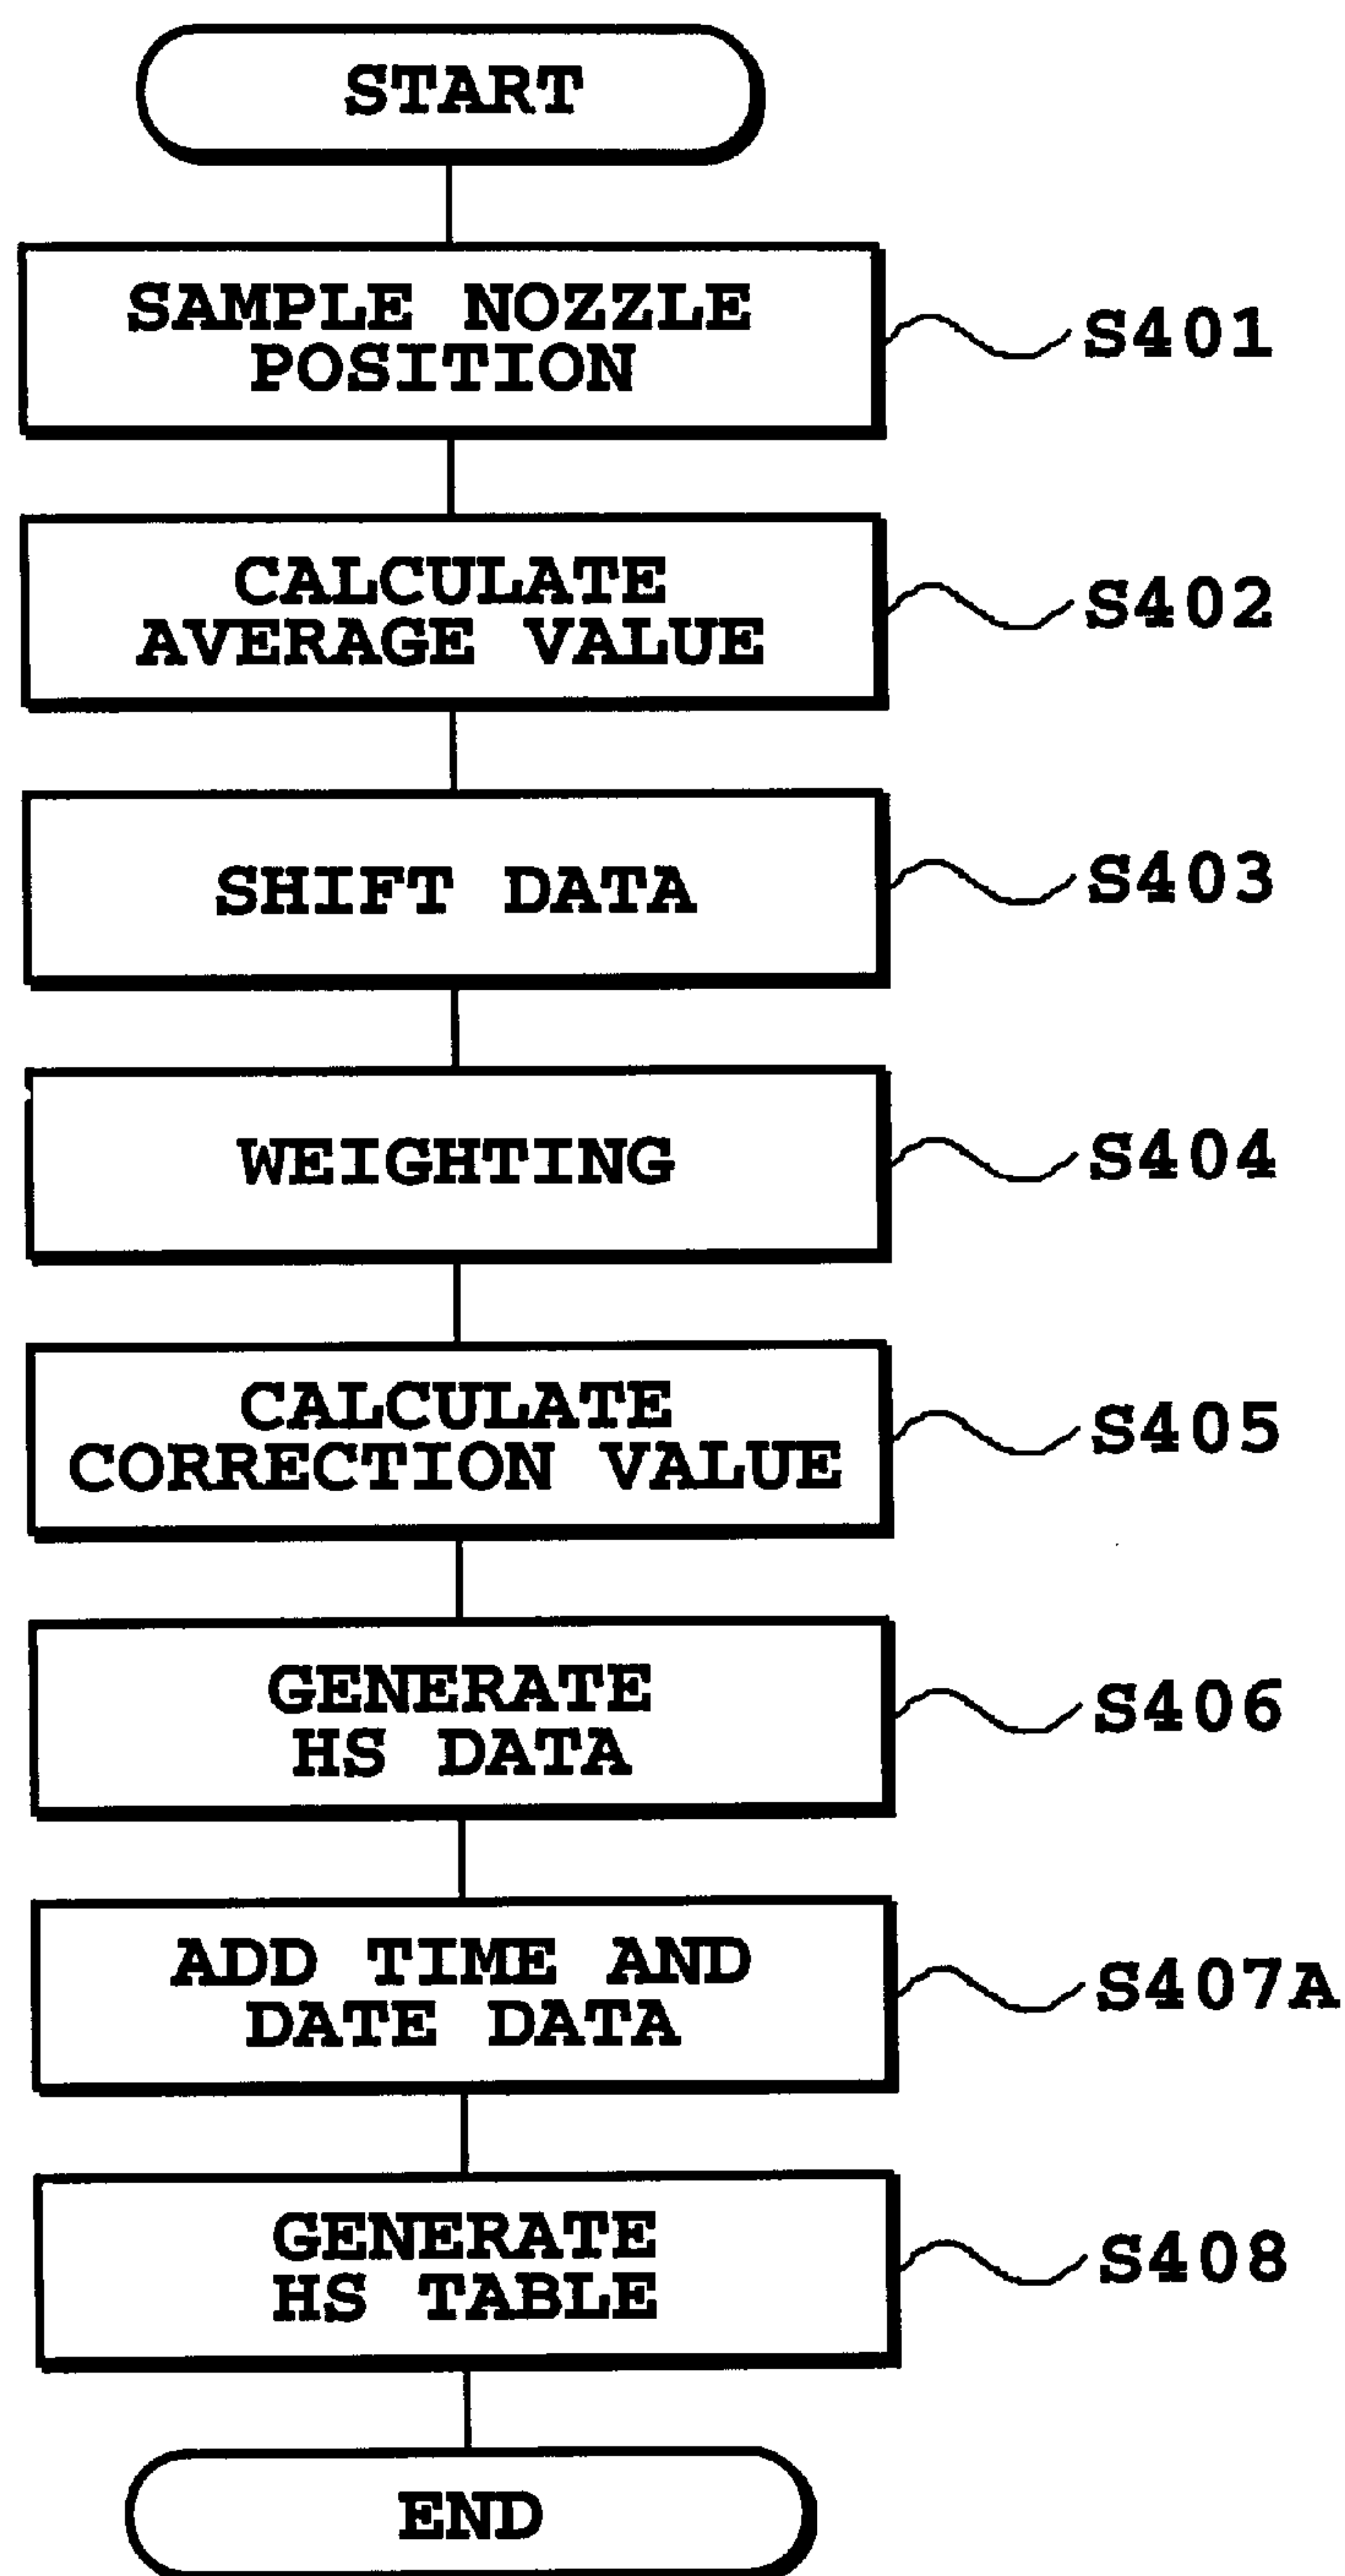 START
SAMPLE NOZZLE
POSITION
S401
CALCULATE
AVERAGE VALUE
S402
SHIFT DATA
S403
WEIGHTING
S404
CALCULATE
CORRECTION VALUE
S405
GENERATE
HS DATA
S406
ADD TIME AND
DATE DATA
S407A
GENERATE
HS TABLE
S408
END